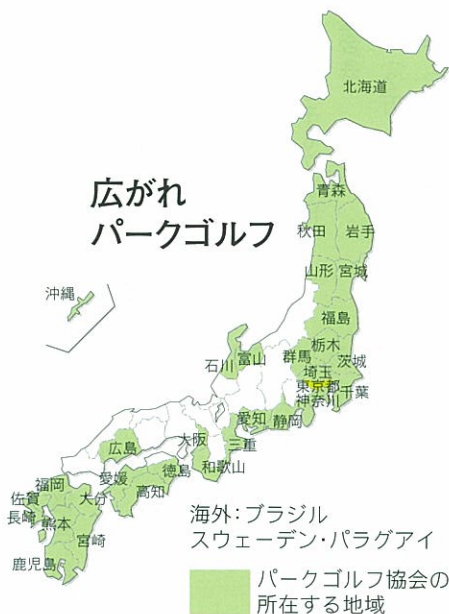 北海道
広がれ
パークゴルフ
青森
秋田
岩手
山形
宮城
沖縄
福島
栃木
群馬
茨城
石川
富山
埼玉
東京都
千葉
神奈川
愛知
静岡
大阪
三重
広島
和歌山
徳島
愛媛
高知
福岡
大分
佐賀
長崎
熊本
宮崎
鹿児島
海外：ブラジル
スウェーデン・パラグアイ
パークゴルフ協会の
所在する地域